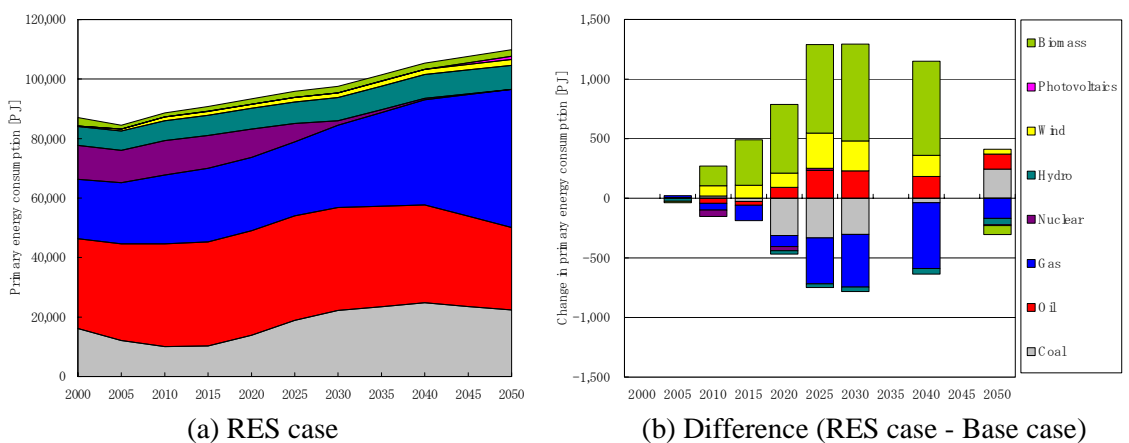 120,000
100,000
80,000
60,000
40,000
20,000
0
Primary energy consumption [PJ]
2000 2005 2010 2015 2020 2025 2030 2035 2040 2045 2050
(a) RES case
1,500
1,000
500
0
-500
-1,000
-1,500
Change in primary energy consumption [PJ]
2000 2005 2010 2015 2020 2025 2030 2035 2040 2045 2050
Biomass
Photovoltaics
Wind
Hydro
Nuclear
Gas
Oil
Coal
(b) Difference (RES case - Base case)